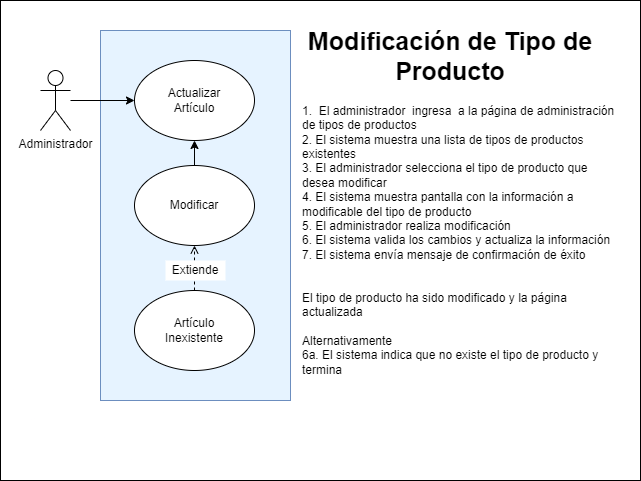 Modificación de Tipo de
Producto
Actualizar
Artículo
Administrador
Modificar
Extiende
Artículo
Inexistente
1.  El administrador  ingresa  a la página de administración
de tipos de productos
2. El sistema muestra una lista de tipos de productos
existentes
3. El administrador selecciona el tipo de producto que
desea modificar
4. El sistema muestra pantalla con la información a
modificable del tipo de producto
5. El administrador realiza modificación
6. El sistema valida los cambios y actualiza la información
7. El sistema envía mensaje de confirmación de éxito
El tipo de producto ha sido modificado y la página
actualizada
Alternativamente
6a. El sistema indica que no existe el tipo de producto y
termina